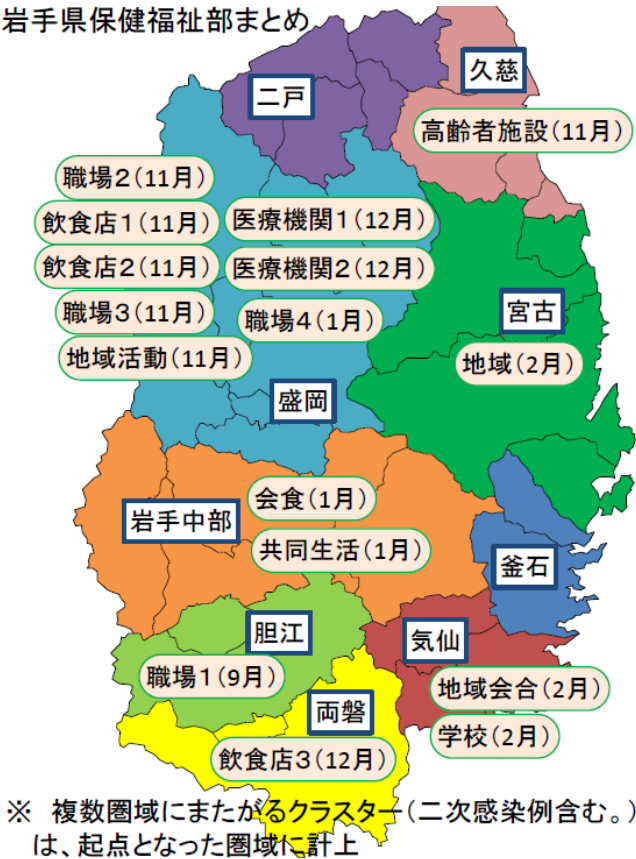 岩手県保健福祉部まとめ
久慈
二戸
高齢者施設(11月)
職場2(11月)
飲食店1(11月)
医療機関1(12月)
飲食店2(11月)
医療機関2(12月)
職場3(11月)
職場4(1月)
宮古
地域活動(11月)
地域(2月)
盛岡
会食(1月)
岩手中部
共同生活(1月)
釜石
胆江
気仙
職場1(9月)
地域会合(2月)
両磐
学校(2月)
飲食店3(12月)
※ 複数圏域にまたがるクラスター(二次感染例含む。)
は、起点となった圏域に計上